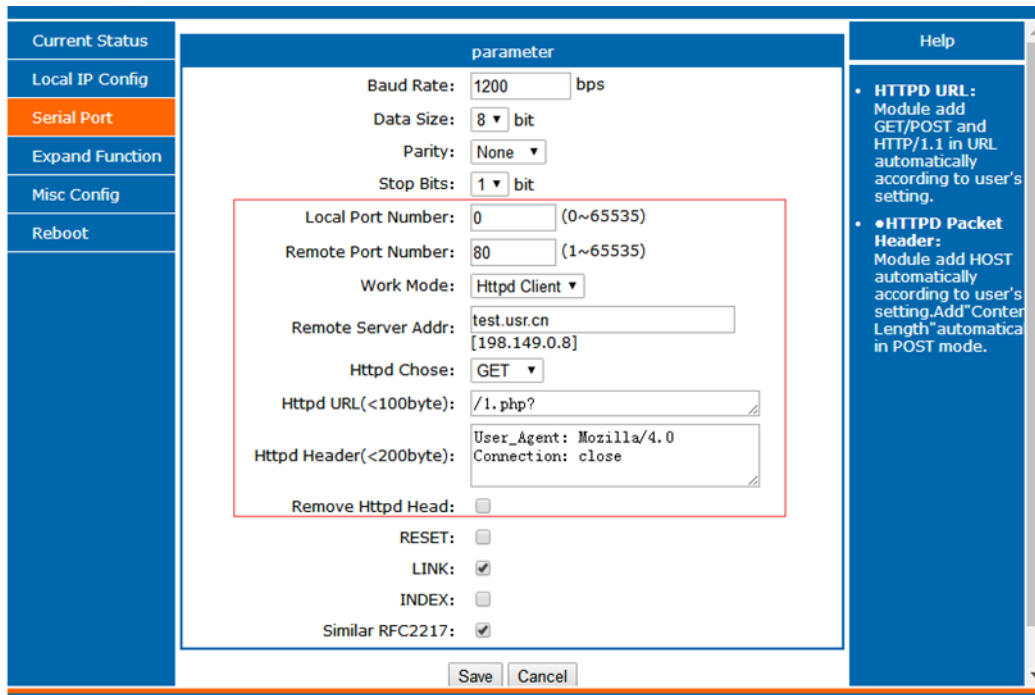 Current Status
Local IP Config
Serial Port
Expand Function
Misc Config
Reboot
parameter
Baud Rate: 1200 bps
Data Size: 8 bit
Parity: None
Stop Bits: 1 bit
Local Port Number: 0 (0~65535)
Remote Port Number: 80 (1~65535)
Work Mode: Httpd Client
Remote Server Addr: test.usr.cn
[198.149.0.8]
Httpd Chose: GET
Httpd URL(<100byte): /1.php?
Httpd Header(<200byte): User_Agent: Mozilla/4.0
Connection: close
Remove Httpd Head:
RESET:
LINK:
INDEX:
Similar RFC2217:
Save Cancel
Help
• HTTPD URL:
Module add
GET/POST and
HTTP/1.1 in URL
automatically
according to user's
setting.
• ●HTTPD Packet
Header:
Module add HOST
automatically
according to user's
setting.Add"Conter
Length"automatica
in POST mode.